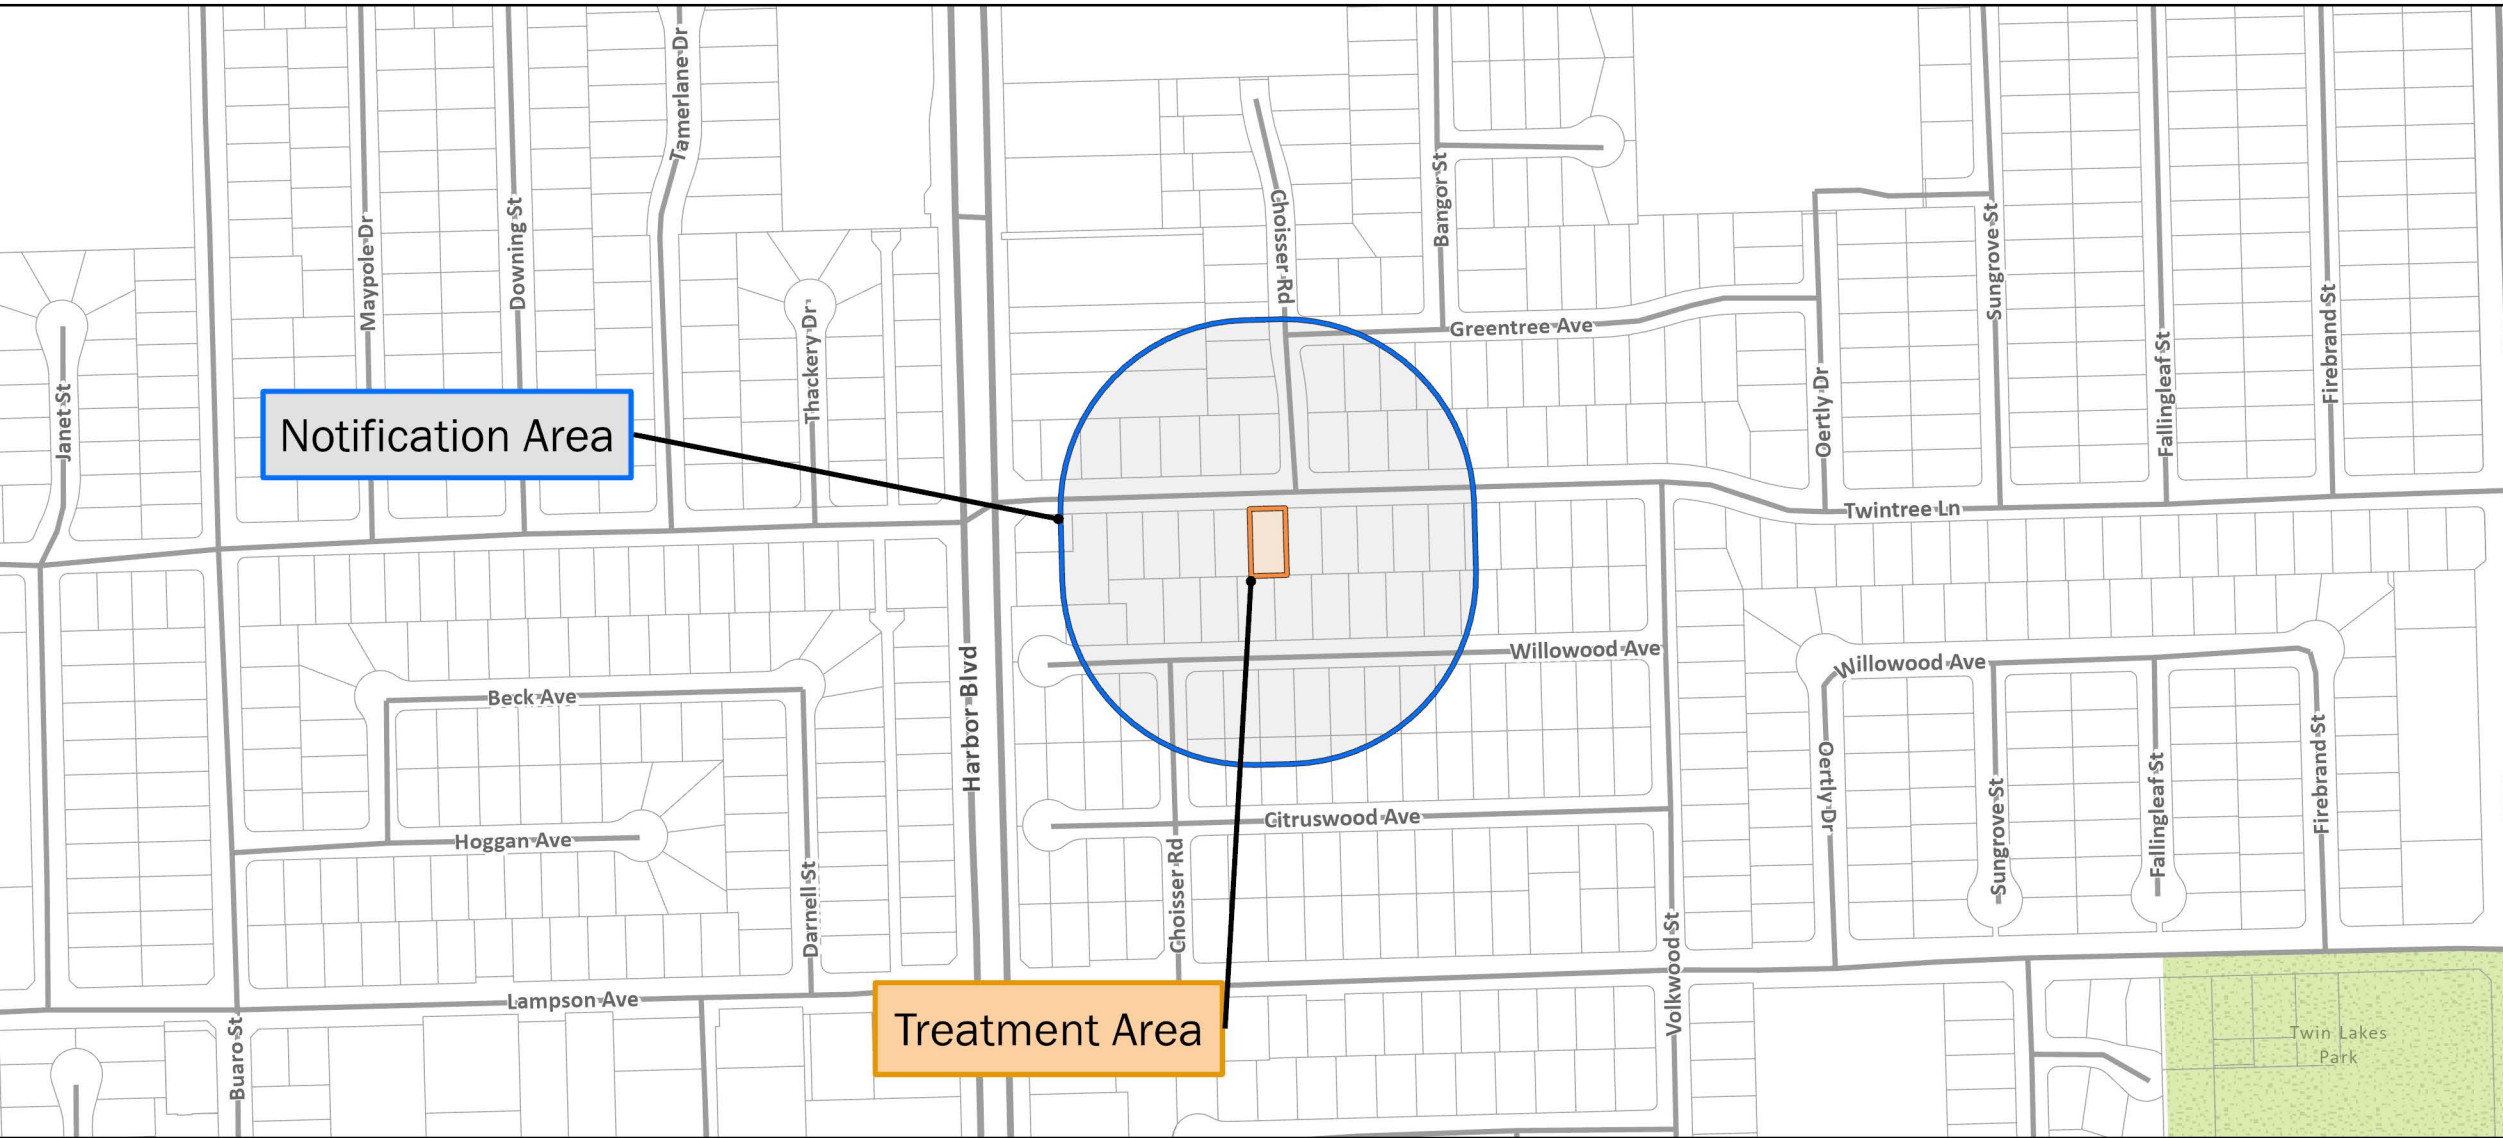 Tamerlane Dr
Maypole Dr
Downing St
Choisser Rd
Bangor St
Sungrove St
Janet St
Thackery Dr
Greentree Ave
Oertly Dr
Fallingleaf St
Firebrand St
Notification Area
Twintree Ln
Willowood Ave
Willowood Ave
Beck Ave
Harbor Blvd
Hoggan Ave
Citruswood Ave
Oertly Dr
Sungrove St
Fallingleaf St
Firebrand St
Darnell St
Choisser Rd
Volkwood St
Lampson Ave
Treatment Area
Buaro St
Twin Lakes
Park